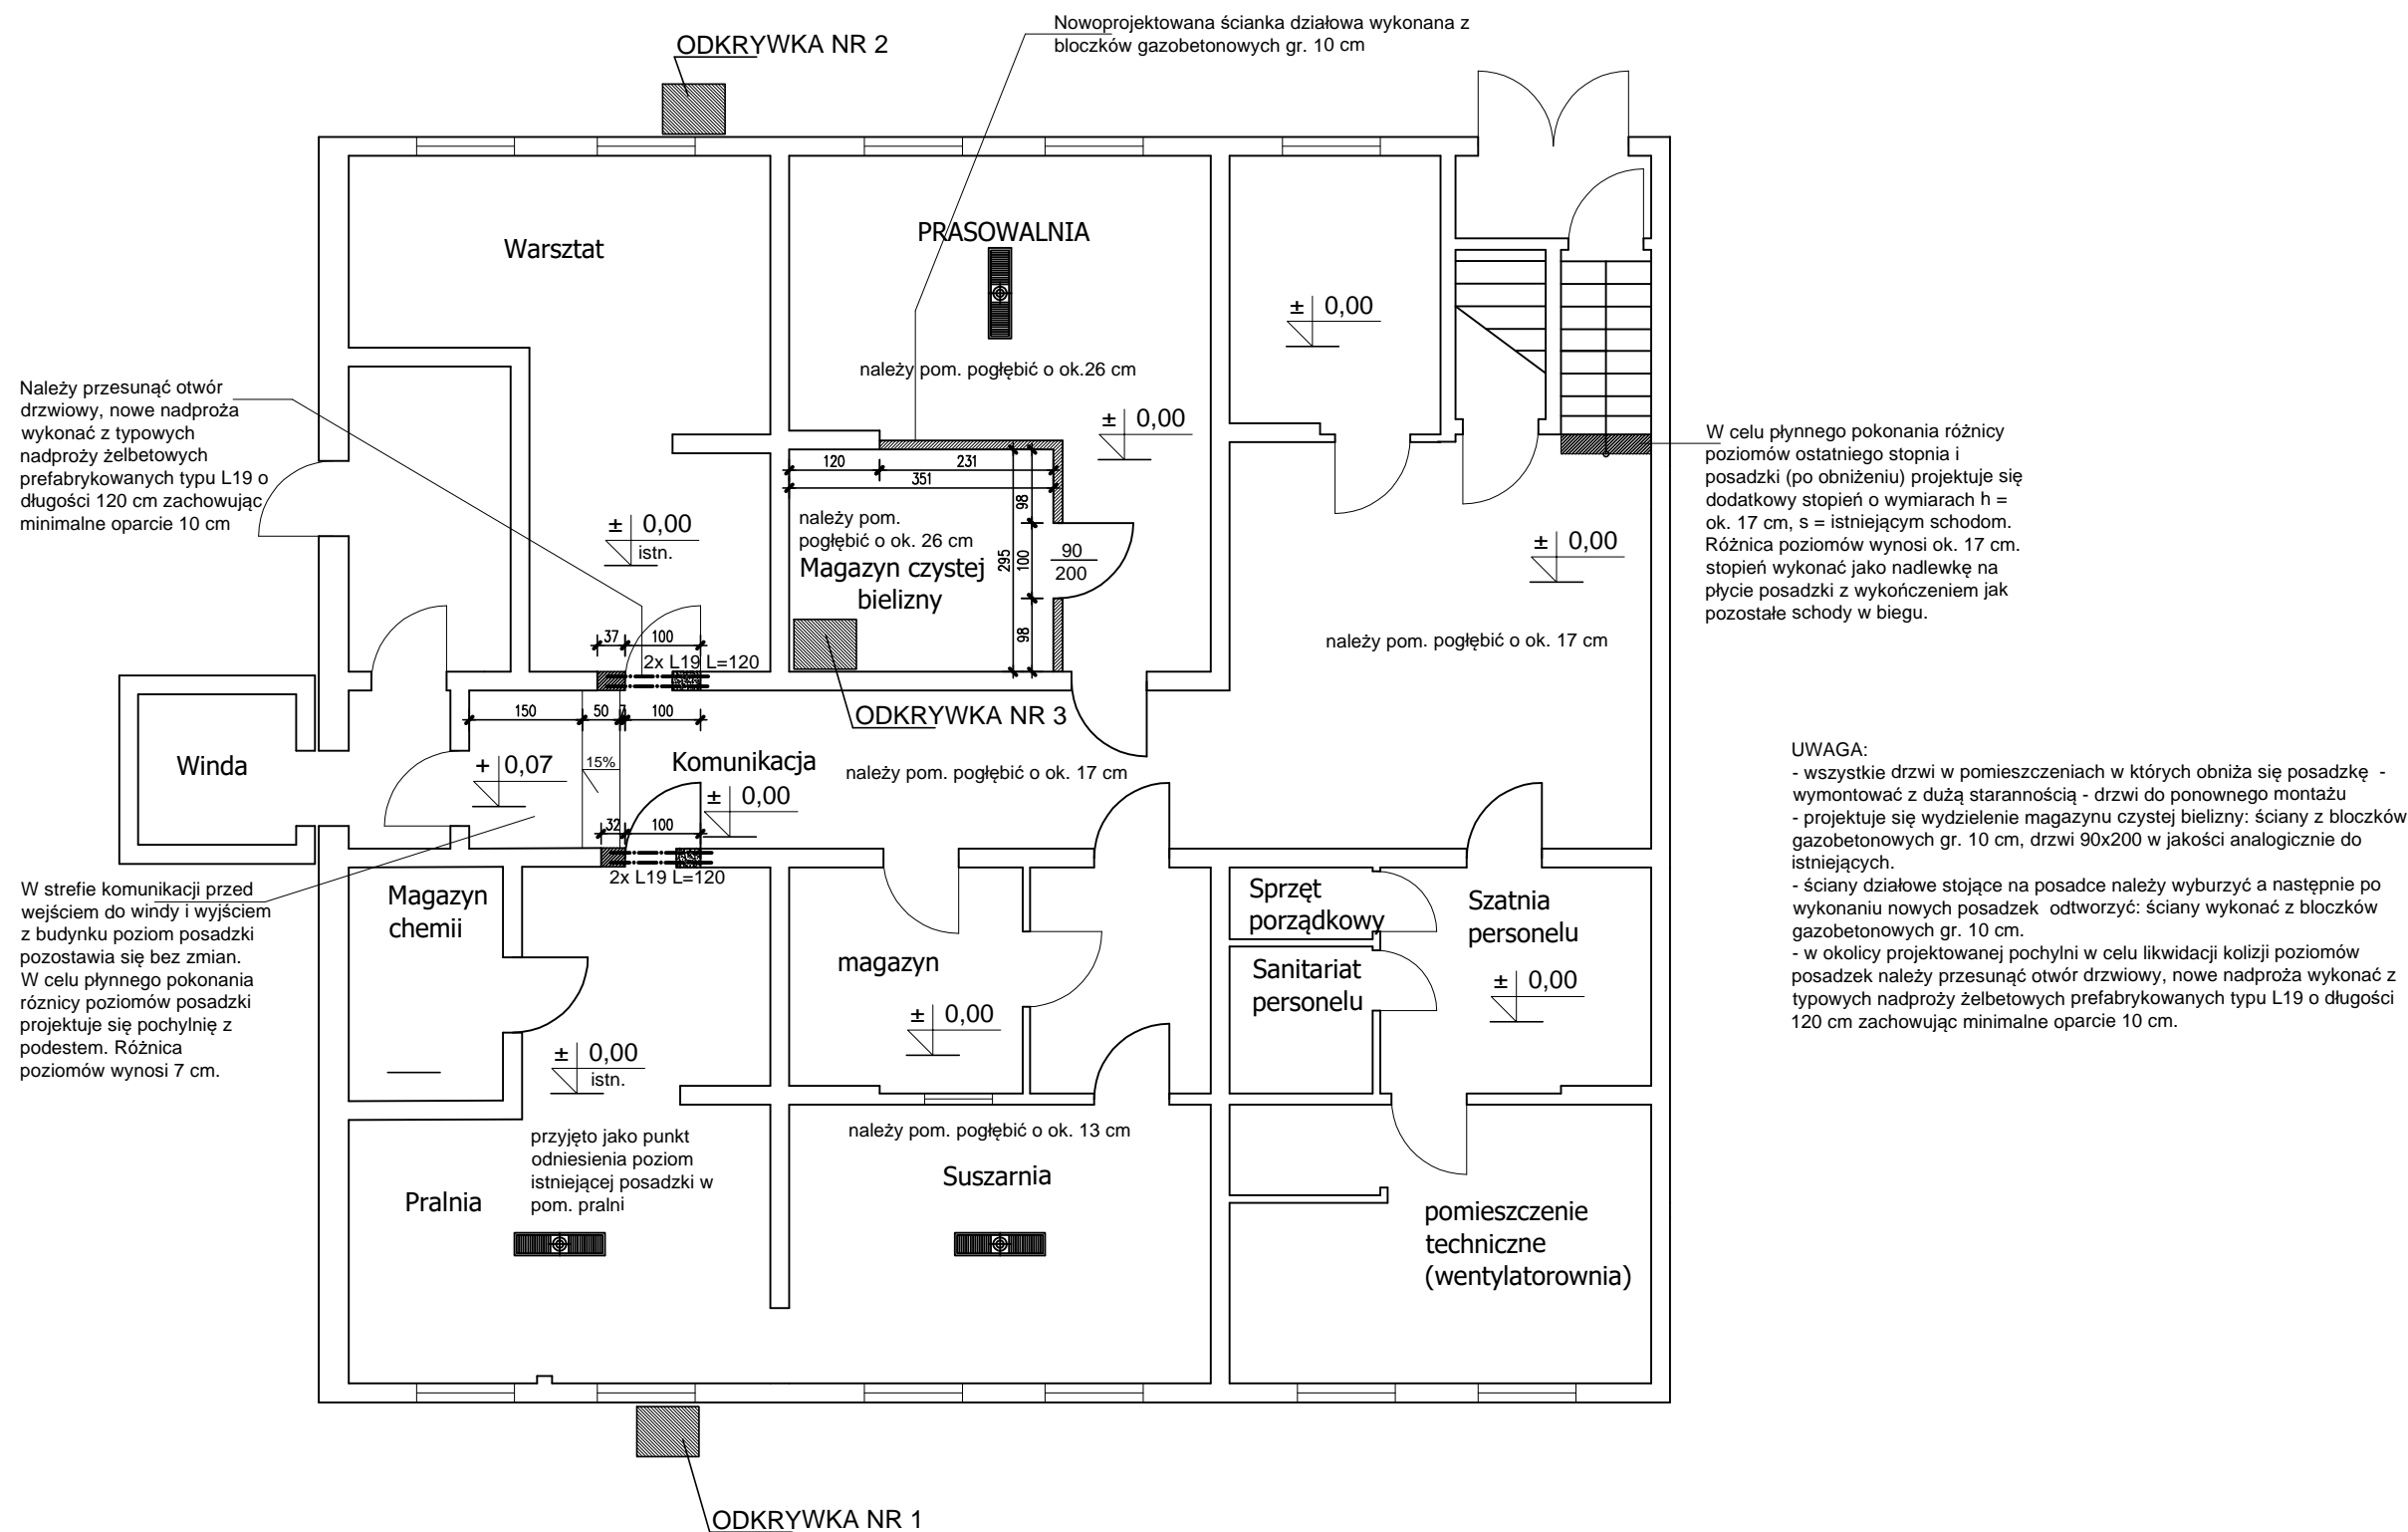 Nowoprojektowana ścianka działowa wykonana z
bloczków gazobetonowych gr. 10 cm
ODKRYWKA NR 2
Warsztat
PRASOWALNIA
± 0,00
należy pom. pogłębić o ok.26 cm
± 0,00
Należy przesunąć otwór
drzwiowy, nowe nadproża
wykonać z typowych
nadproży żelbetowych
prefabrykowanych typu L19 o
długości 120 cm zachowując
minimalne oparcie 10 cm
W celu płynnego pokonania różnicy
poziomów ostatniego stopnia i
posadzki (po obniżeniu) projektuje się
dodatkowy stopień o wymiarach h =
ok. 17 cm, s = istniejącym schodom.
Różnica poziomów wynosi ok. 17 cm.
stopień wykonać jako nadlewkę na
płycie posadzki z wykończeniem jak
pozostałe schody w biegu.
120
231
351
98
295
100
98
należy pom.
pogłębić o ok. 26 cm
Magazyn czystej
bielizny
90
200
± 0,00
istn.
± 0,00
należy pom. pogłębić o ok. 17 cm
37
100
2x L19 L=120
150
50
7
100
ODKRYWKA NR 3
Winda
+ 0,07
15%
Komunikacja
± 0,00
należy pom. pogłębić o ok. 17 cm
32
100
2x L19 L=120
UWAGA:
- wszystkie drzwi w pomieszczeniach w których obniża się posadzkę -
wymontować z dużą starannością - drzwi do ponownego montażu
- projektuje się wydzielenie magazynu czystej bielizny: ściany z bloczków
gazobetonowych gr. 10 cm, drzwi 90x200 w jakości analogicznie do
istniejących.
- ściany działowe stojące na posadce należy wyburzyć a następnie po
wykonaniu nowych posadzek odtworzyć: ściany wykonać z bloczków
gazobetonowych gr. 10 cm.
- w okolicy projektowanej pochylni w celu likwidacji kolizji poziomów
posadzek należy przesunąć otwór drzwiowy, nowe nadproża wykonać z
typowych nadproży żelbetowych prefabrykowanych typu L19 o długości
120 cm zachowując minimalne oparcie 10 cm.
W strefie komunikacji przed
wejściem do windy i wyjściem
z budynku poziom posadzki
pozostawia się bez zmian.
W celu płynnego pokonania
róznicy poziomów posadzki
projektuje się pochylnię z
podestem. Różnica
poziomów wynosi 7 cm.
Magazyn
chemii
magazyn
± 0,00
Sprzęt
porządkowy
Sanitariat
personelu
Szatnia
personelu
± 0,00
± 0,00
istn.
przyjęto jako punkt
odniesienia poziom
istniejącej posadzki w
pom. pralni
Pralnia
należy pom. pogłębić o ok. 13 cm
Suszarnia
pomieszczenie
techniczne
(wentylatorownia)
ODKRYWKA NR 1